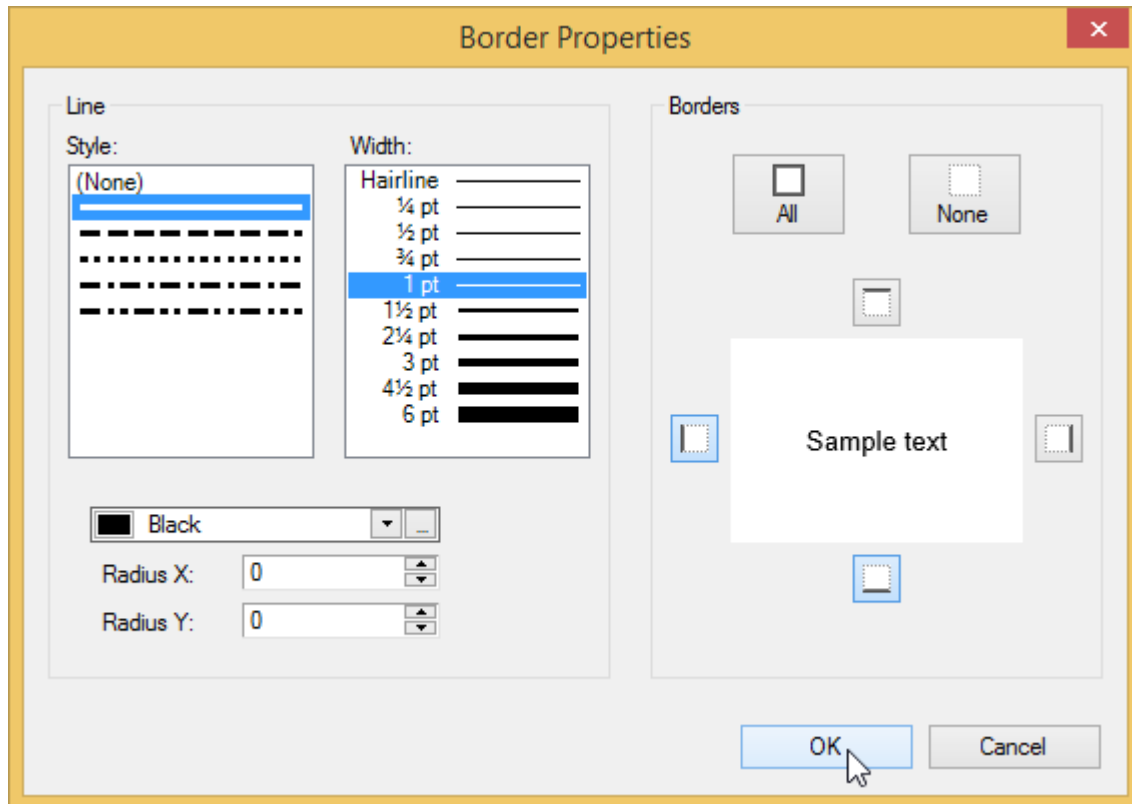 Border Properties
Line
Style:
(None)
Width:
Hairline
¼ pt
½ pt
¾ pt
1 pt
1½ pt
2¼ pt
3 pt
4½ pt
6 pt
Black
...
Radius X: 0
Radius Y: 0
Borders
All
None
Sample text
OK
Cancel